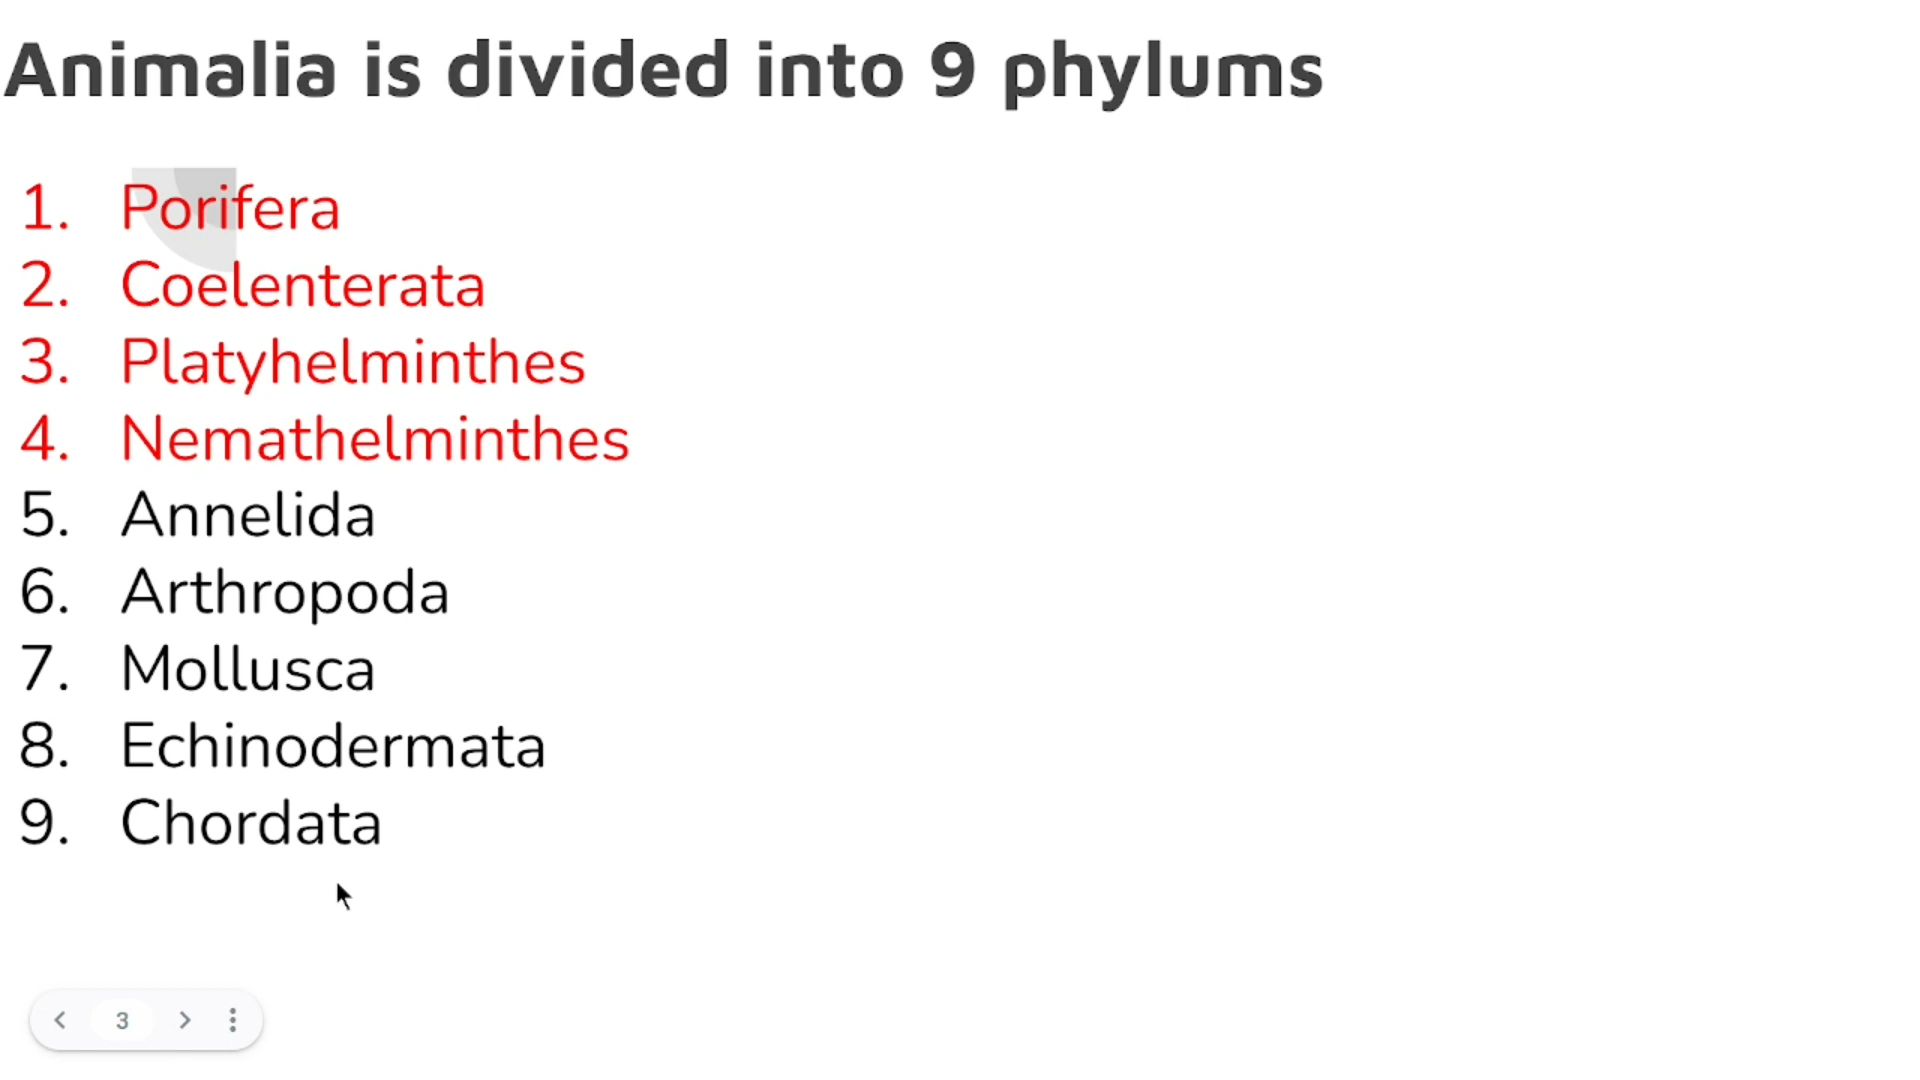 Animalia is divided into 9 phylums
1. Porifera
2. Coelenterata
3. Platyhelminthes
4. Nemathelminthes
5. Annelida
6. Arthropoda
7. Mollusca
8. Echinodermata
9. Chordata
3